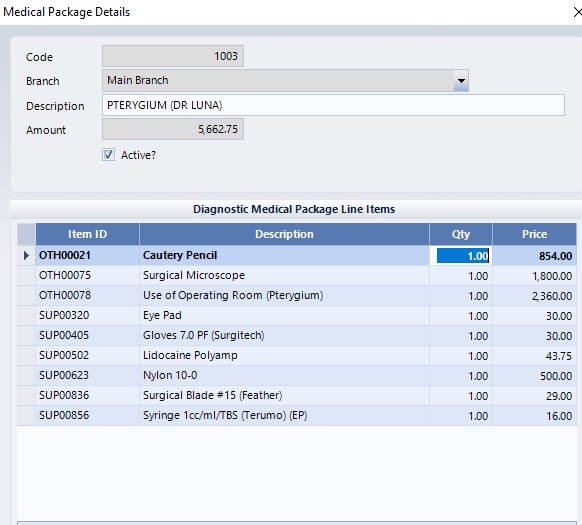 Medical Package Details
Code 1003
Branch Main Branch
Description PTERYGIUM (DR LUNA)
Amount 5,662.75
Active?
Diagnostic Medical Package Line Items
Item ID Description Qty Price
OTH00021 Cautery Pencil 1.00 854.00
OTH00075 Surgical Microscope 1.00 1,800.00
OTH00078 Use of Operating Room (Pterygium) 1.00 2,360.00
SUP00320 Eye Pad 1.00 30.00
SUP00405 Gloves 7.0 PF (Surgitech) 1.00 30.00
SUP00502 Lidocaine Polyamp 1.00 43.75
SUP00623 Nylon 10-0 1.00 500.00
SUP00836 Surgical Blade #15 (Feather) 1.00 29.00
SUP00856 Syringe 1cc/ml/TBS (Terumo) (EP) 1.00 16.00